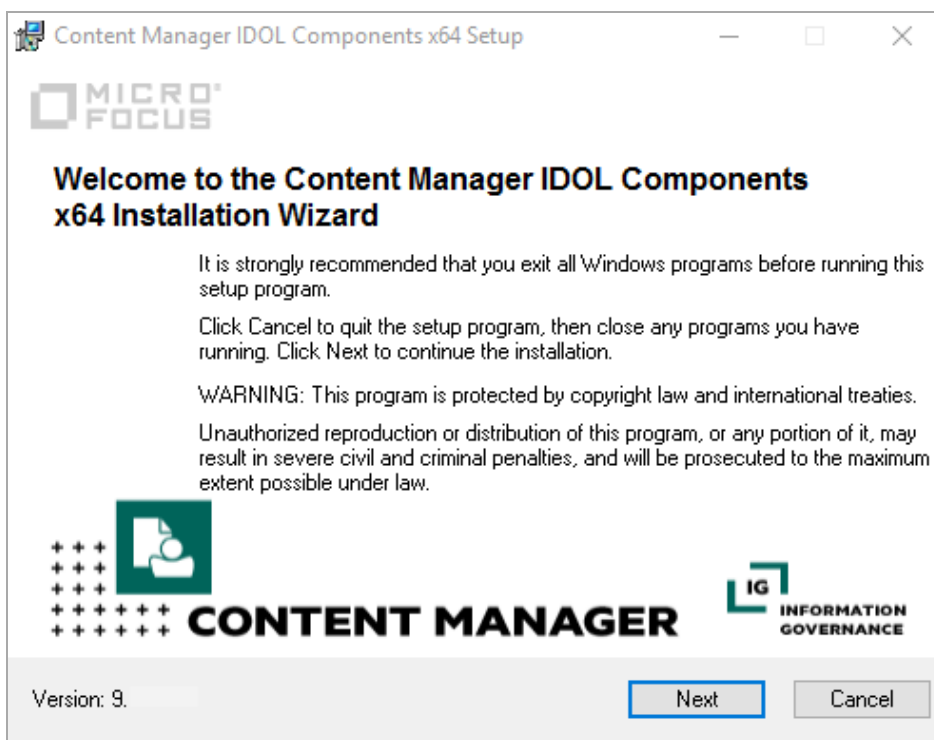 Content Manager IDOL Components x64 Setup
MICRO
FOCUS
Welcome to the Content Manager IDOL Components
x64 Installation Wizard
It is strongly recommended that you exit all Windows programs before running this
setup program.
Click Cancel to quit the setup program, then close any programs you have
running. Click Next to continue the installation.
WARNING: This program is protected by copyright law and international treaties.
Unauthorized reproduction or distribution of this program, or any portion of it, may
result in severe civil and criminal penalties, and will be prosecuted to the maximum
extent possible under law.
CONTENT MANAGER
IG
INFORMATION
GOVERNANCE
Version: 9.
Next
Cancel